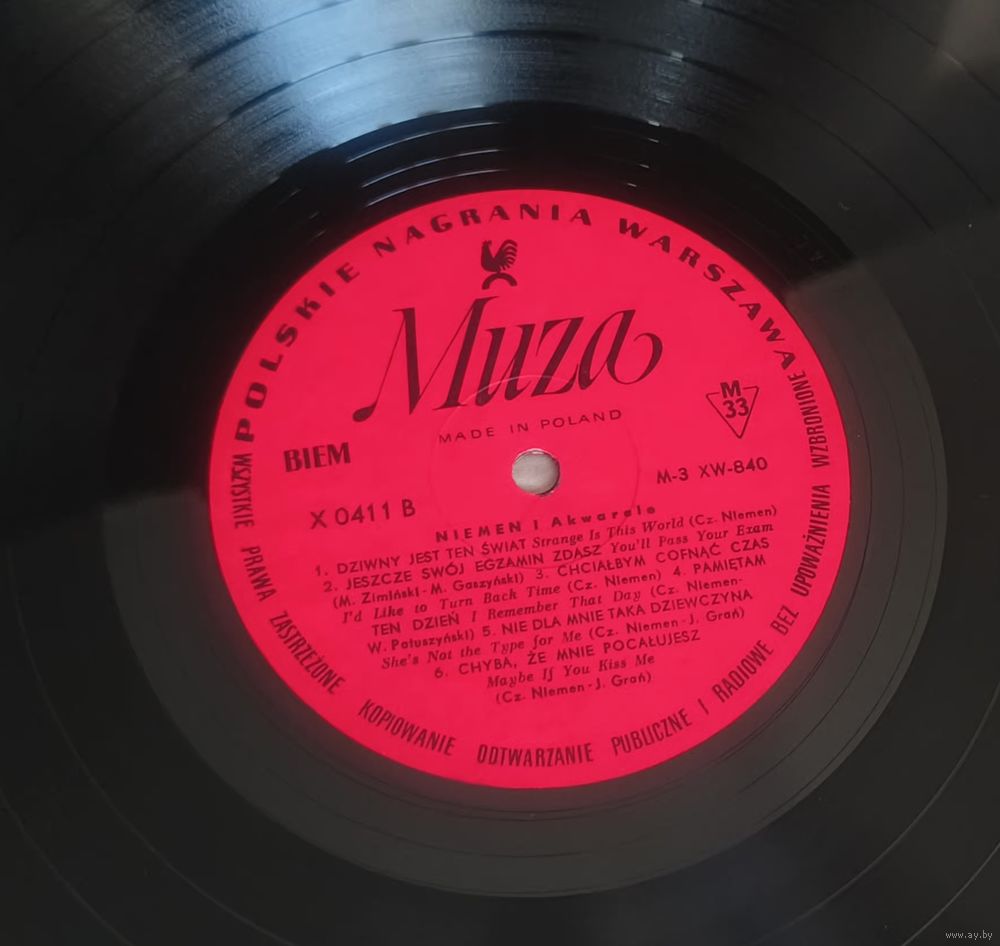 POLSKIE NAGRANIA WARSZAWA
Muza
MADE IN POLAND
M
33
BIEM
M-3 XW-840
X 0411 B
NIEMEN i Akwarele
1. DZIWNY JEST TEN ŚWIAT Strange Is This World (Cz. Niemen)
2. JESZCZE SWÓJ EGZAMIN ZDASZ You'll Pass Your Exam
(M. Zimiński-M. Gaszyński) 3. CHCIAŁBYM COFNĄĆ CZAS
I'd Like to Turn Back Time (Cz. Niemen) 4. PAMIĘTAM
TEN DZIEŃ I Remember That Day (Cz. Niemen-
W. Patuszyński) 5. NIE DLA MNIE TAKA DZIEWCZYNA
She's Not the Type for Me (Cz. Niemen-J. Grań)
6. CHYBA, ŻE MNIE POCAŁUJESZ
Maybe If You Kiss Me
(Cz. Niemen-J. Grań)
WSZYSTKIE PRAWA ZASTRZEŻONE KOPIOWANIE ODTWARZANIE PUBLICZNE I RADIOWE BEZ UPOWAŻNIENIA WZBRONIONE
www.ay.by